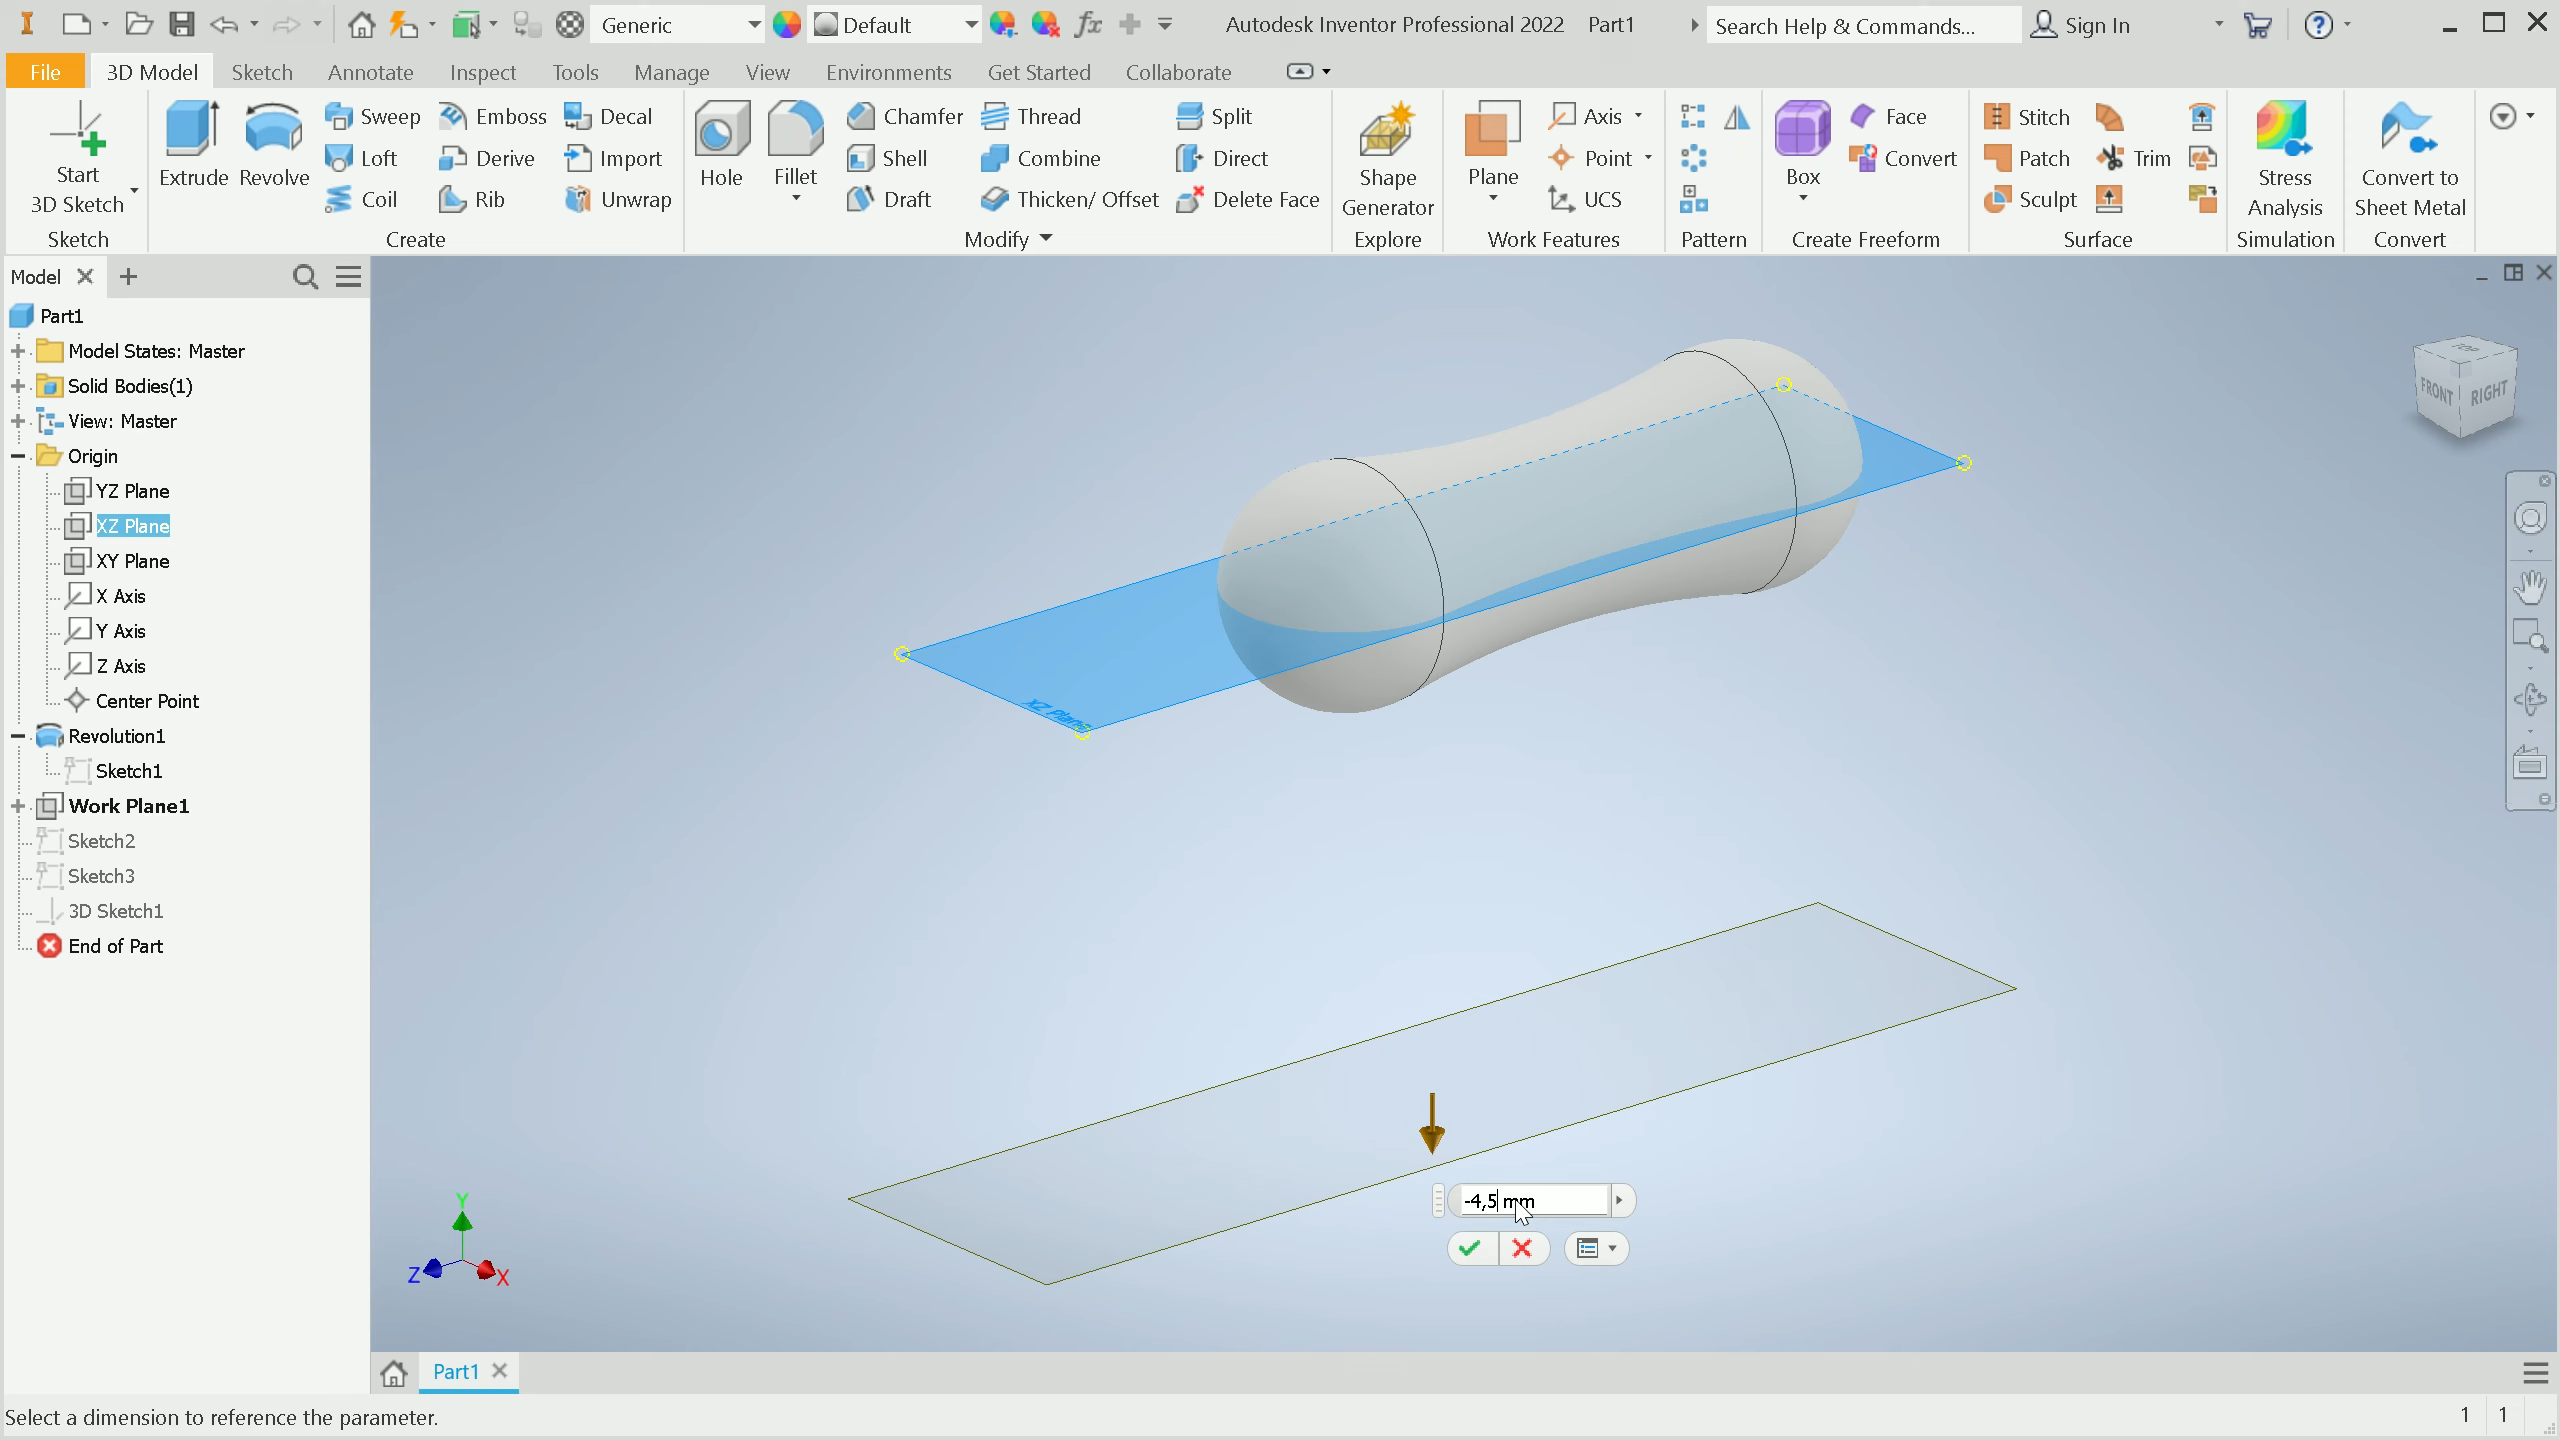 Generic
Default
fx
Autodesk Inventor Professional 2022 Part1
Search Help & Commands...
Sign In
File
3D Model
Sketch
Annotate
Inspect
Tools
Manage
View
Environments
Get Started
Collaborate
Start
3D Sketch
Sketch
Extrude
Revolve
Sweep
Loft
Coil
Emboss
Derive
Rib
Decal
Import
Unwrap
Create
Hole
Fillet
Chamfer
Shell
Draft
Thread
Combine
Thicken/ Offset
Split
Direct
Delete Face
Modify
Shape
Generator
Explore
Plane
Axis
Point
UCS
Work Features
Pattern
Box
Face
Convert
Create Freeform
Stitch
Patch
Sculpt
Trim
Surface
Stress
Analysis
Simulation
Convert to
Sheet Metal
Convert
Model
Part1
Model States: Master
Solid Bodies(1)
View: Master
Origin
YZ Plane
XZ Plane
XY Plane
X Axis
Y Axis
Z Axis
Center Point
Revolution1
Sketch1
Work Plane1
Sketch2
Sketch3
3D Sketch1
End of Part
TOP
FRONT
RIGHT
XZ Plane
-4,5 mm
Y
Z
X
Part1
Select a dimension to reference the parameter.
1 1